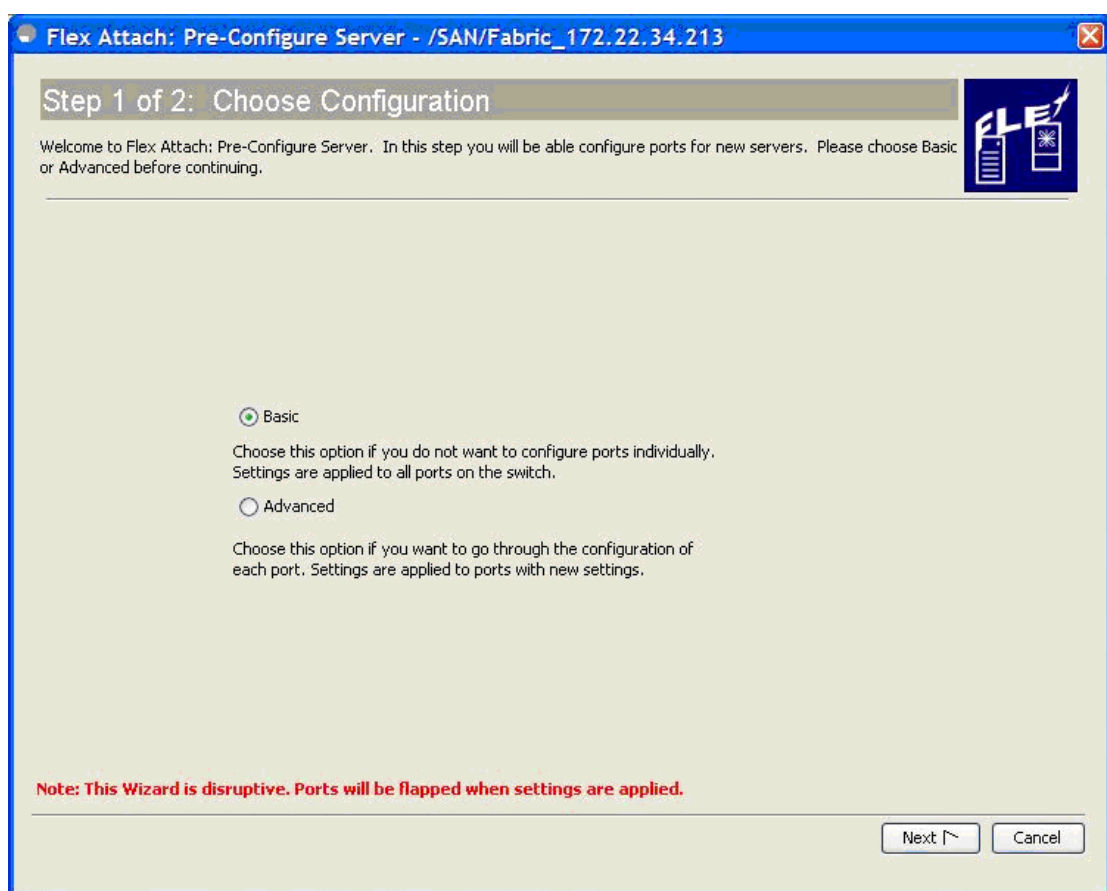 Flex Attach: Pre-Configure Server - /SAN/Fabric_172.22.34.213
Step 1 of 2: Choose Configuration
Welcome to Flex Attach: Pre-Configure Server. In this step you will be able configure ports for new servers. Please choose Basic
or Advanced before continuing.
FLEX
Basic
Choose this option if you do not want to configure ports individually.
Settings are applied to all ports on the switch.
Advanced
Choose this option if you want to go through the configuration of
each port. Settings are applied to ports with new settings.
Note: This Wizard is disruptive. Ports will be flapped when settings are applied.
Next
Cancel